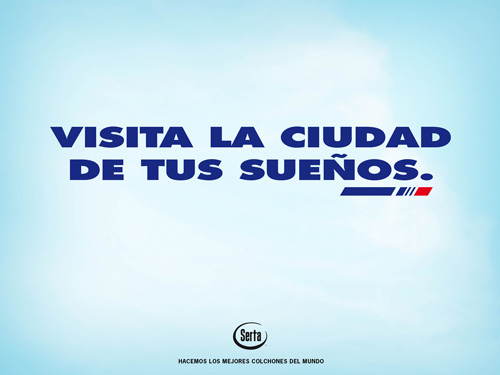 VISITA LA CIUDAD
DE TUS SUEÑOS.
Serta
HACEMOS LOS MEJORES COLCHONES DEL MUNDO